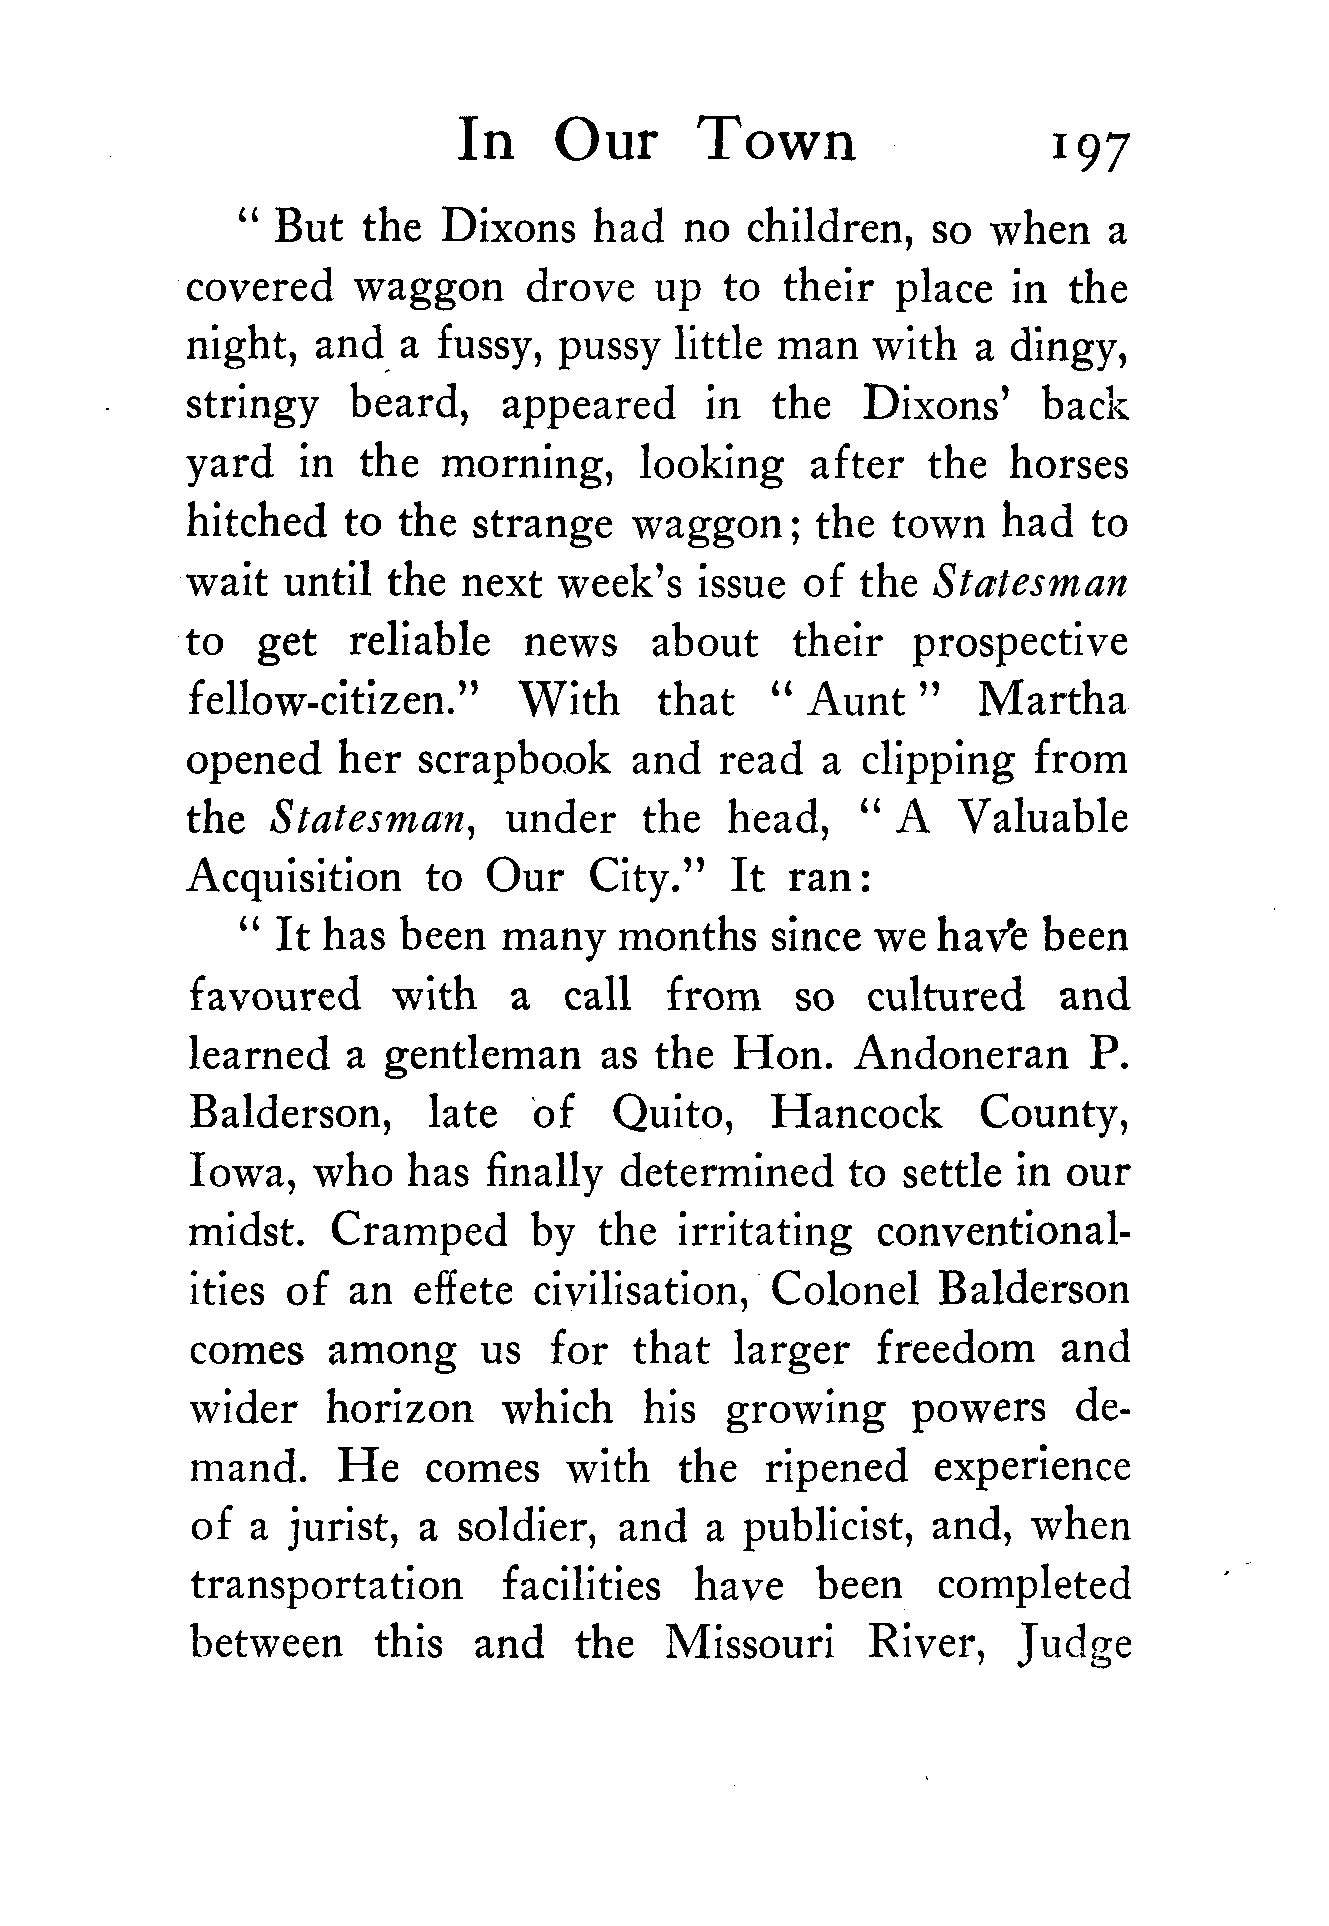 In Our Town 197
“ But the Dixons had no children, so when a
covered waggon drove up to their place in the
night, and a fussy, pussy little man with a dingy,
stringy beard, appeared in the Dixons’ back
yard in the morning, looking after the horses
hitched to the strange waggon; the town had to
wait until the next week’s issue of the Statesman
to get reliable news about their prospective
fellow-citizen.” With that “ Aunt ” Martha
opened her scrapbook and read a clipping from
the Statesman, under the head, “ A Valuable
Acquisition to Our City.” It ran:
“ It has been many months since we have been
favoured with a call from so cultured and
learned a gentleman as the Hon. Andoneran P.
Balderson, late of Quito, Hancock County,
Iowa, who has finally determined to settle in our
midst. Cramped by the irritating conventional-
ities of an effete civilisation, Colonel Balderson
comes among us for that larger freedom and
wider horizon which his growing powers de-
mand. He comes with the ripened experience
of a jurist, a soldier, and a publicist, and, when
transportation facilities have been completed
between this and the Missouri River, Judge